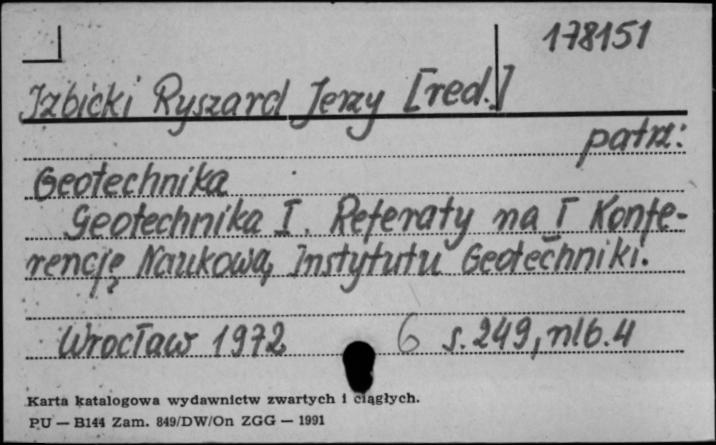 178151
Izbicki Ryszard Jerzy [red.]
patrz:
Geotechnika
Geotechnika I. Referaty na I Konfe-
rencję Naukową Instytutu Geotechniki.
Wrocław 1972 6 s. 249, nlb. 4
Karta katalogowa wydawnictw zwartych i ciągłych.
PU — B144 Zam. 849/DW/On ZGG — 1991